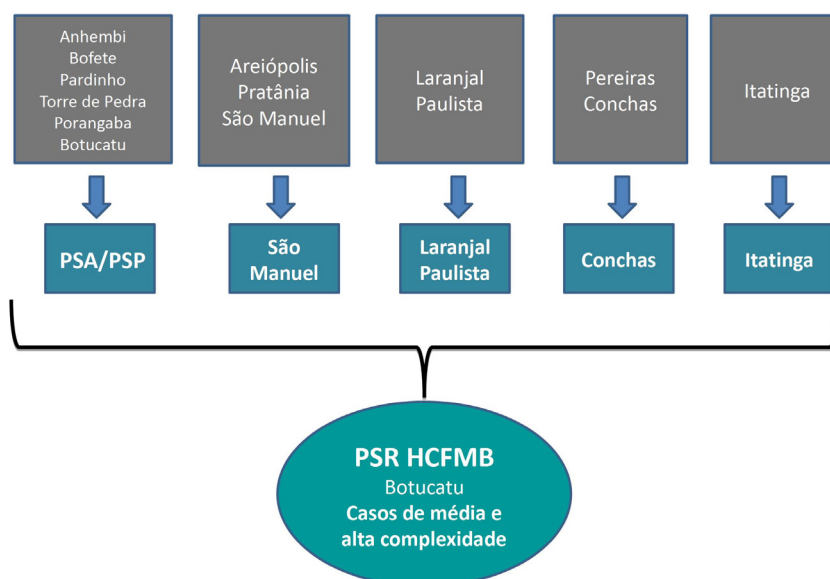 Anhembi
Bofete
Pardinho
Torre de Pedra
Porangaba
Botucatu
Areiópolis
Pratânia
São Manuel
Laranjal
Paulista
Pereiras
Conchas
Itatinga
PSA/PSP
São
Manuel
Laranjal
Paulista
Conchas
Itatinga
PSR HCFMB
Botucatu
Casos de média e
alta complexidade